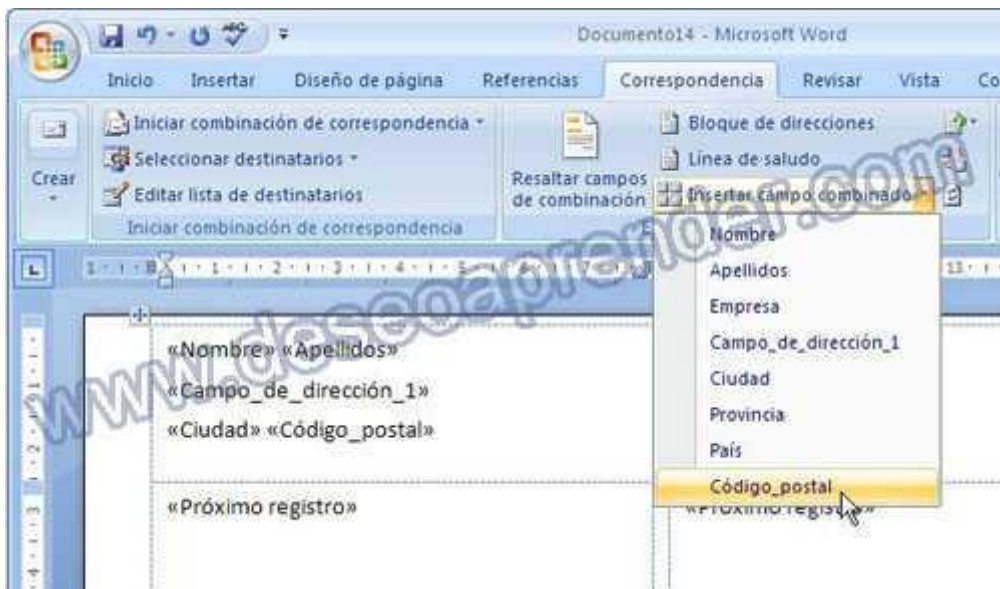 Documento14 - Microsoft Word
Inicio Insertar Diseño de página Referencias Correspondencia Revisar Vista Co
Crear
Iniciar combinación de correspondencia
Seleccionar destinatarios
Editar lista de destinatarios
Iniciar combinación de correspondencia
Resaltar campos
de combinación
Bloque de direcciones
Línea de saludo
Insertar campo combinado
Nombre
Apellidos
Empresa
Campo_de_dirección_1
Ciudad
Provincia
País
Código_postal
«Nombre» «Apellidos»
«Campo_de_dirección_1»
«Ciudad» «Código_postal»
«Próximo registro»
«Próximo registro»
www.deseoaprender.com